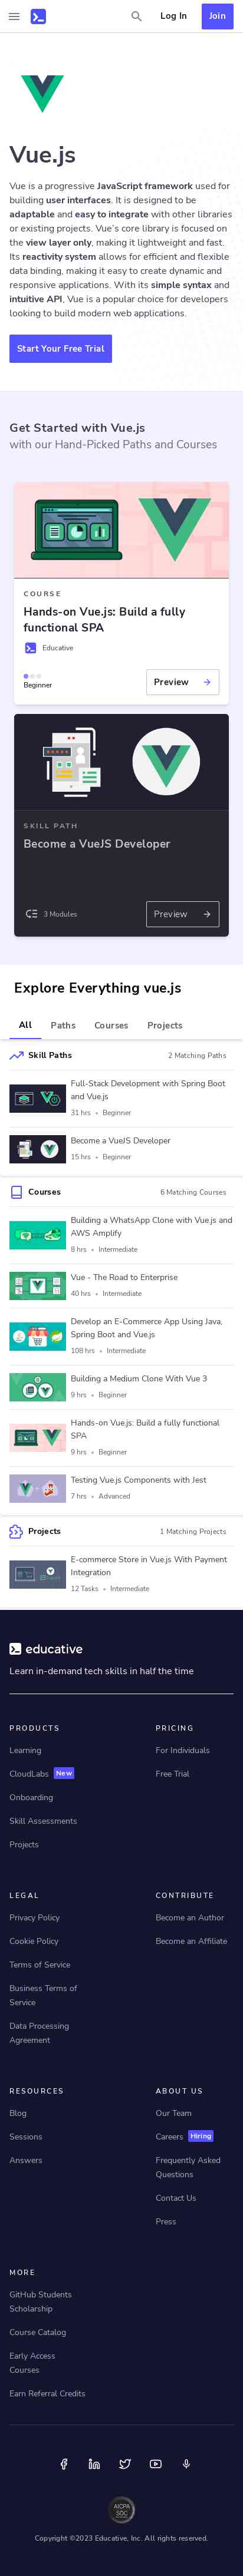 Log In
Join
Vue.js
Vue is a progressive JavaScript framework used for
building user interfaces. It is designed to be
adaptable and easy to integrate with other libraries
or existing projects. Vue's core library is focused on
the view layer only, making it lightweight and fast.
Its reactivity system allows for efficient and flexible
data binding, making it easy to create dynamic and
responsive applications. With its simple syntax and
intuitive API, Vue is a popular choice for developers
looking to build modern web applications.
Start Your Free Trial
Get Started with Vue.js
with our Hand-Picked Paths and Courses
COURSE
Hands-on Vue.js: Build a fully
functional SPA
Educative
Beginner
Preview
SKILL PATH
Become a VueJS Developer
3 Modules
Preview
Explore Everything vue.js
All
Paths
Courses
Projects
Skill Paths
2 Matching Paths
Full-Stack Development with Spring Boot
and Vue.js
31 hrs • Beginner
Become a VueJS Developer
15 hrs • Beginner
Courses
6 Matching Courses
Building a WhatsApp Clone with Vue.js and
AWS Amplify
8 hrs • Intermediate
Vue - The Road to Enterprise
40 hrs • Intermediate
Develop an E-Commerce App Using Java,
Spring Boot and Vue.js
108 hrs • Intermediate
Building a Medium Clone With Vue 3
9 hrs • Beginner
Hands-on Vue.js: Build a fully functional
SPA
9 hrs • Beginner
Testing Vue.js Components with Jest
7 hrs • Advanced
Projects
1 Matching Projects
E-commerce Store in Vue.js With Payment
Integration
12 Tasks • Intermediate
educative
Learn in-demand tech skills in half the time
PRODUCTS
Learning
CloudLabs New
Onboarding
Skill Assessments
Projects
PRICING
For Individuals
Free Trial
LEGAL
Privacy Policy
Cookie Policy
Terms of Service
Business Terms of
Service
Data Processing
Agreement
CONTRIBUTE
Become an Author
Become an Affiliate
RESOURCES
Blog
Sessions
Answers
ABOUT US
Our Team
Careers Hiring
Frequently Asked
Questions
Contact Us
Press
MORE
GitHub Students
Scholarship
Course Catalog
Early Access
Courses
Earn Referral Credits
AICPA
SOC
Copyright ©2023 Educative, Inc. All rights reserved.